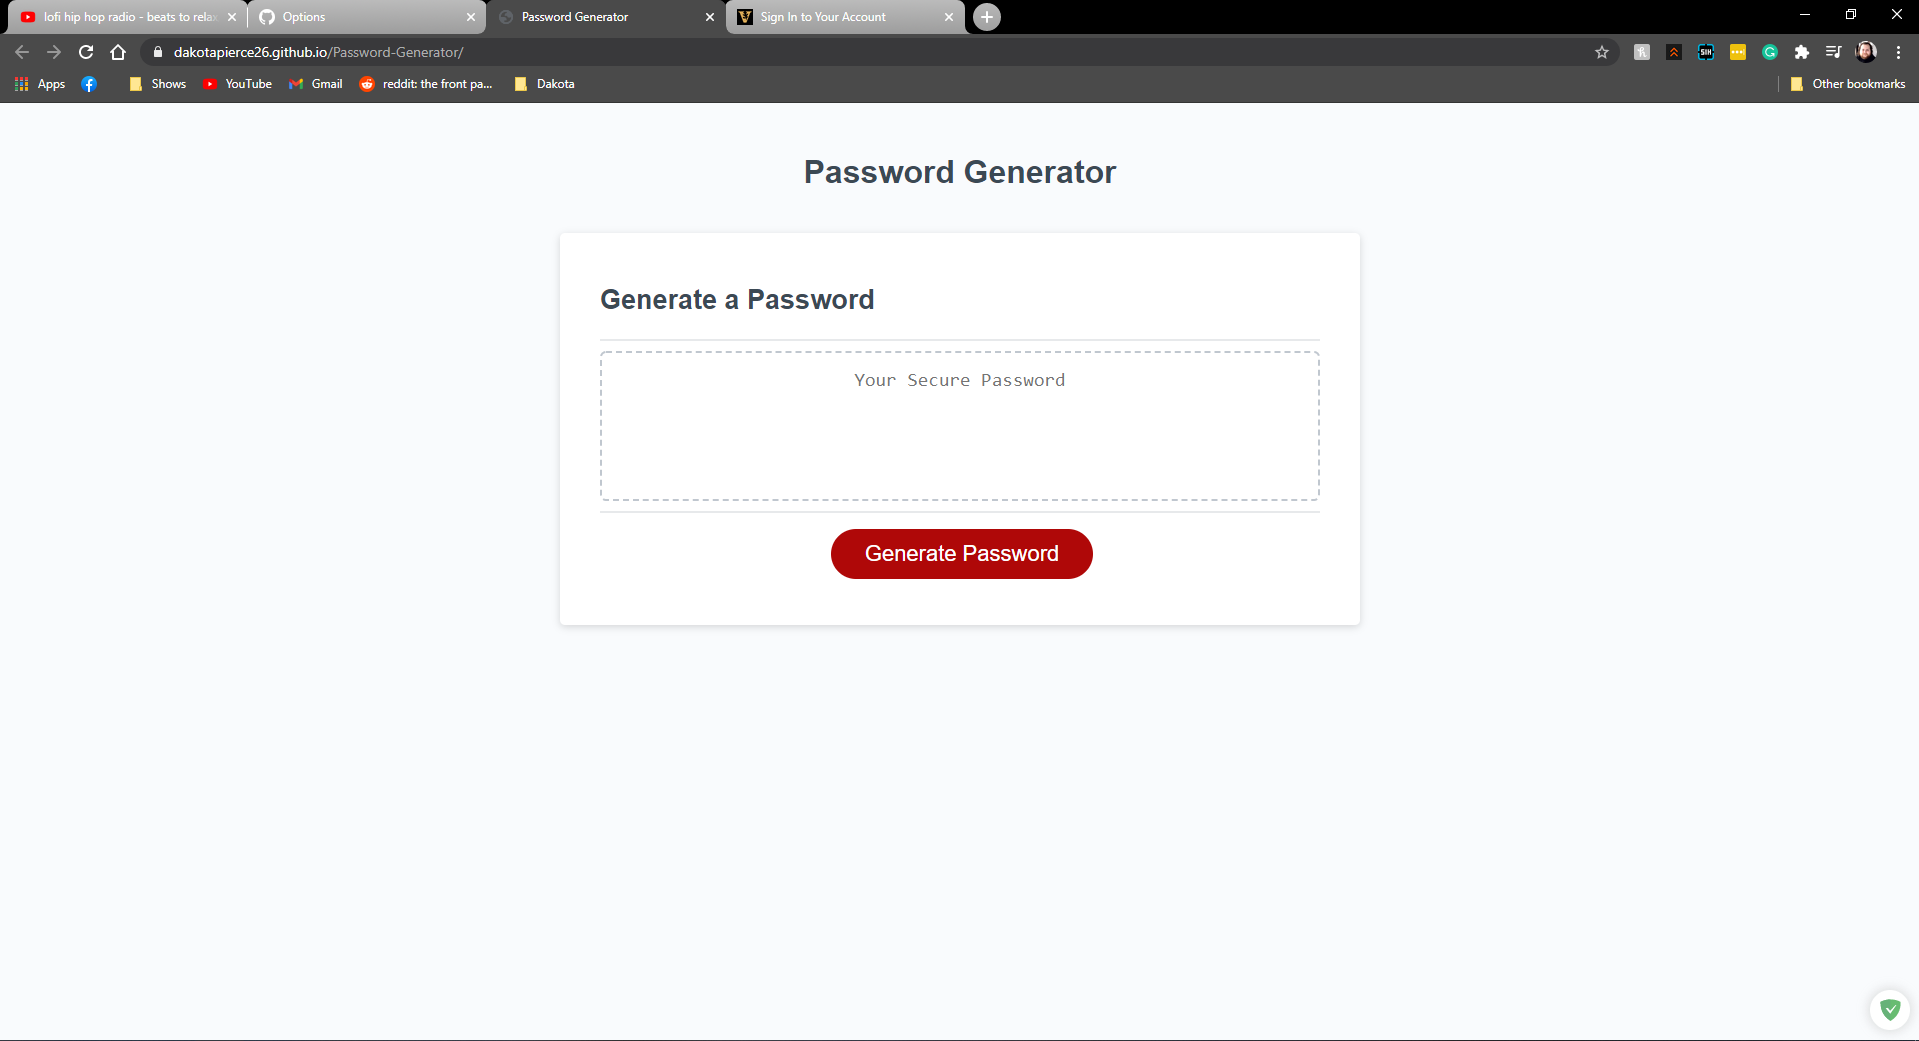 lofi hip hop radio - beats to relax
Options
Password Generator
Sign In to Your Account
dakotapierce26.github.io/Password-Generator/
Apps
Shows
YouTube
Gmail
reddit: the front pa...
Dakota
Other bookmarks
Password Generator
Generate a Password
Your Secure Password
Generate Password